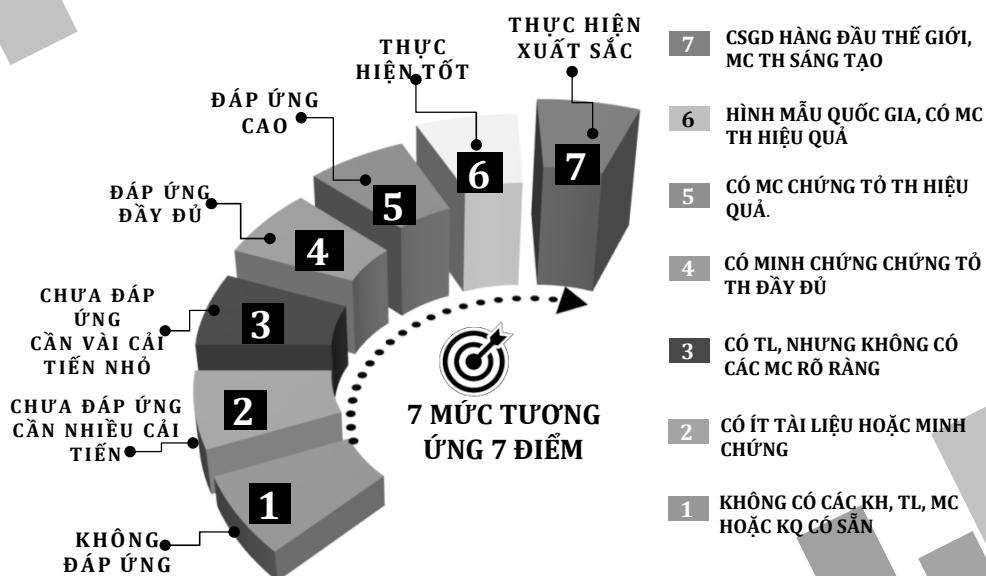 THỰC HIỆN
XUẤT SẮC
THỰC
HIỆN TỐT
ĐÁP ỨNG
CAO
ĐÁP ỨNG
ĐẦY ĐỦ
CHƯA ĐÁP
ỨNG
CẦN VÀI CẢI
TIẾN NHỎ
CHƯA ĐÁP ỨNG
CẦN NHIỀU CẢI
TIẾN
KHÔNG
ĐÁP ỨNG
7
6
5
4
3
2
1
7 MỨC TƯƠNG
ỨNG 7 ĐIỂM
7 CSGD HÀNG ĐẦU THẾ GIỚI,
MC TH SÁNG TẠO
6 HÌNH MẪU QUỐC GIA, CÓ MC
TH HIỆU QUẢ
5 CÓ MC CHỨNG TỎ TH HIỆU
QUẢ.
4 CÓ MINH CHỨNG CHỨNG TỎ
TH ĐẦY ĐỦ
3 CÓ TL, NHƯNG KHÔNG CÓ
CÁC MC RÕ RÀNG
2 CÓ ÍT TÀI LIỆU HOẶC MINH
CHỨNG
1 KHÔNG CÓ CÁC KH, TL, MC
HOẶC KQ CÓ SẴN